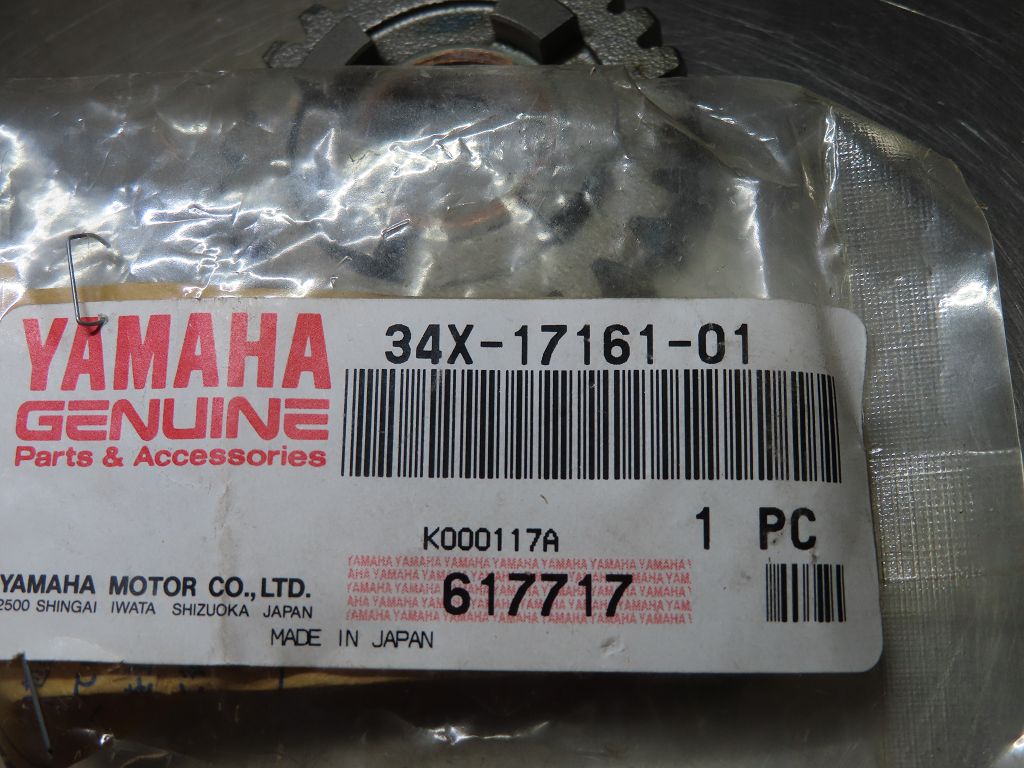 YAMAHA
GENUINE
Parts & Accessories
34X-17161-01
K000117A
1 PC
617717
YAMAHA MOTOR CO., LTD.
2500 SHINGAI IWATA SHIZUOKA JAPAN
MADE IN JAPAN